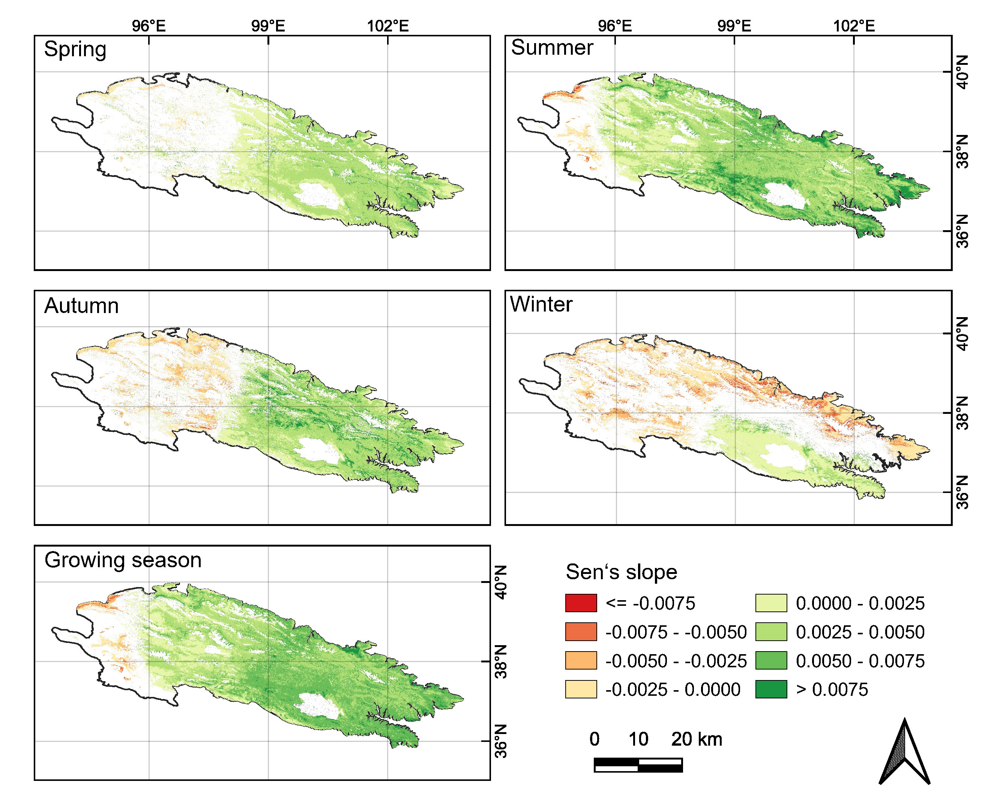 96°E 99°E 102°E 96°E 99°E 102°E
Spring
Summer
40°N
38°N
36°N
Autumn
Winter
40°N
38°N
36°N
Growing season
40°N
38°N
36°N
Sen‘s slope
<= -0.0075
-0.0075 - -0.0050
-0.0050 - -0.0025
-0.0025 - 0.0000
0.0000 - 0.0025
0.0025 - 0.0050
0.0050 - 0.0075
> 0.0075
0 10 20 km